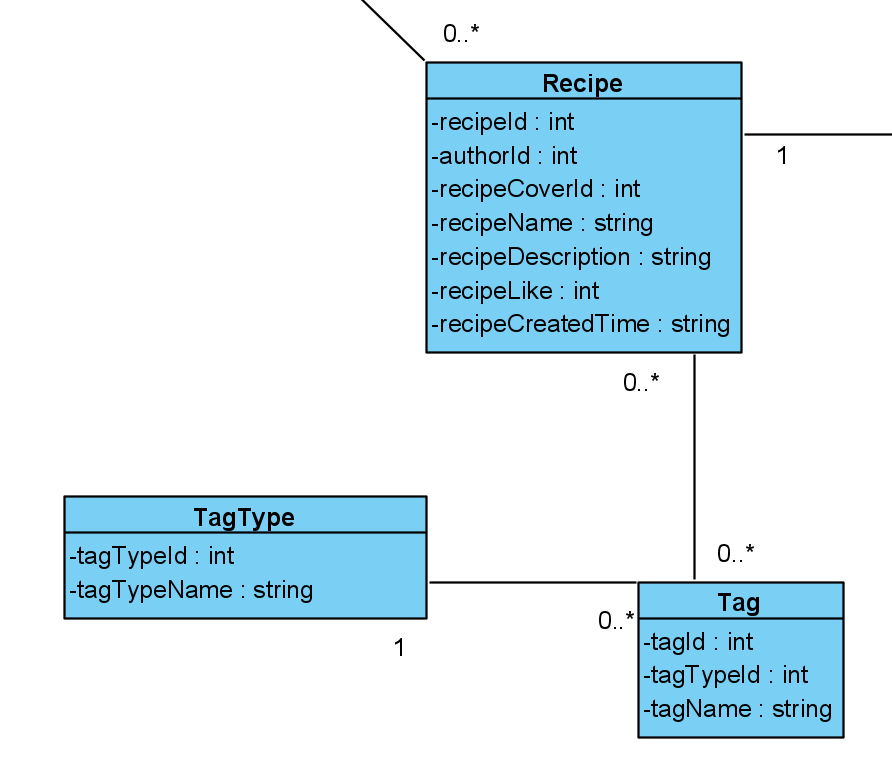 0..*
Recipe
-recipeId : int
-authorId : int
-recipeCoverId : int
-recipeName : string
-recipeDescription : string
-recipeLike : int
-recipeCreatedTime : string
1
0..*
TagType
-tagTypeId : int
-tagTypeName : string
1
0..*
0..*
Tag
-tagId : int
-tagTypeId : int
-tagName : string